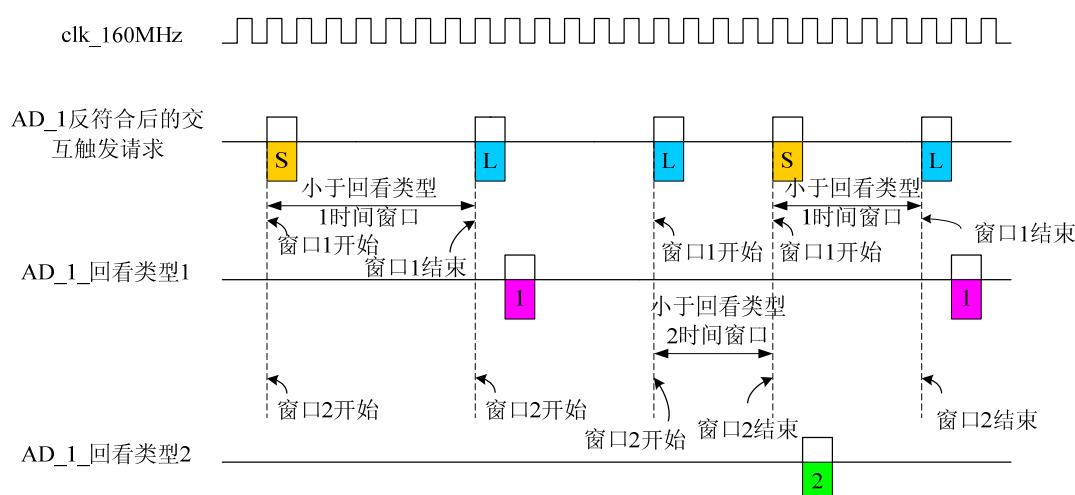 clk_160MHz
AD_1反符合后的交
互触发请求
S
L
L
S
L
小于回看类型
1时间窗口
小于回看类型
1时间窗口
窗口1开始
窗口1结束
窗口1开始
窗口1开始
窗口1结束
AD_1_回看类型1
1
1
小于回看类型
2时间窗口
窗口2开始
窗口2开始
窗口2开始
窗口2结束
窗口2结束
AD_1_回看类型2
2